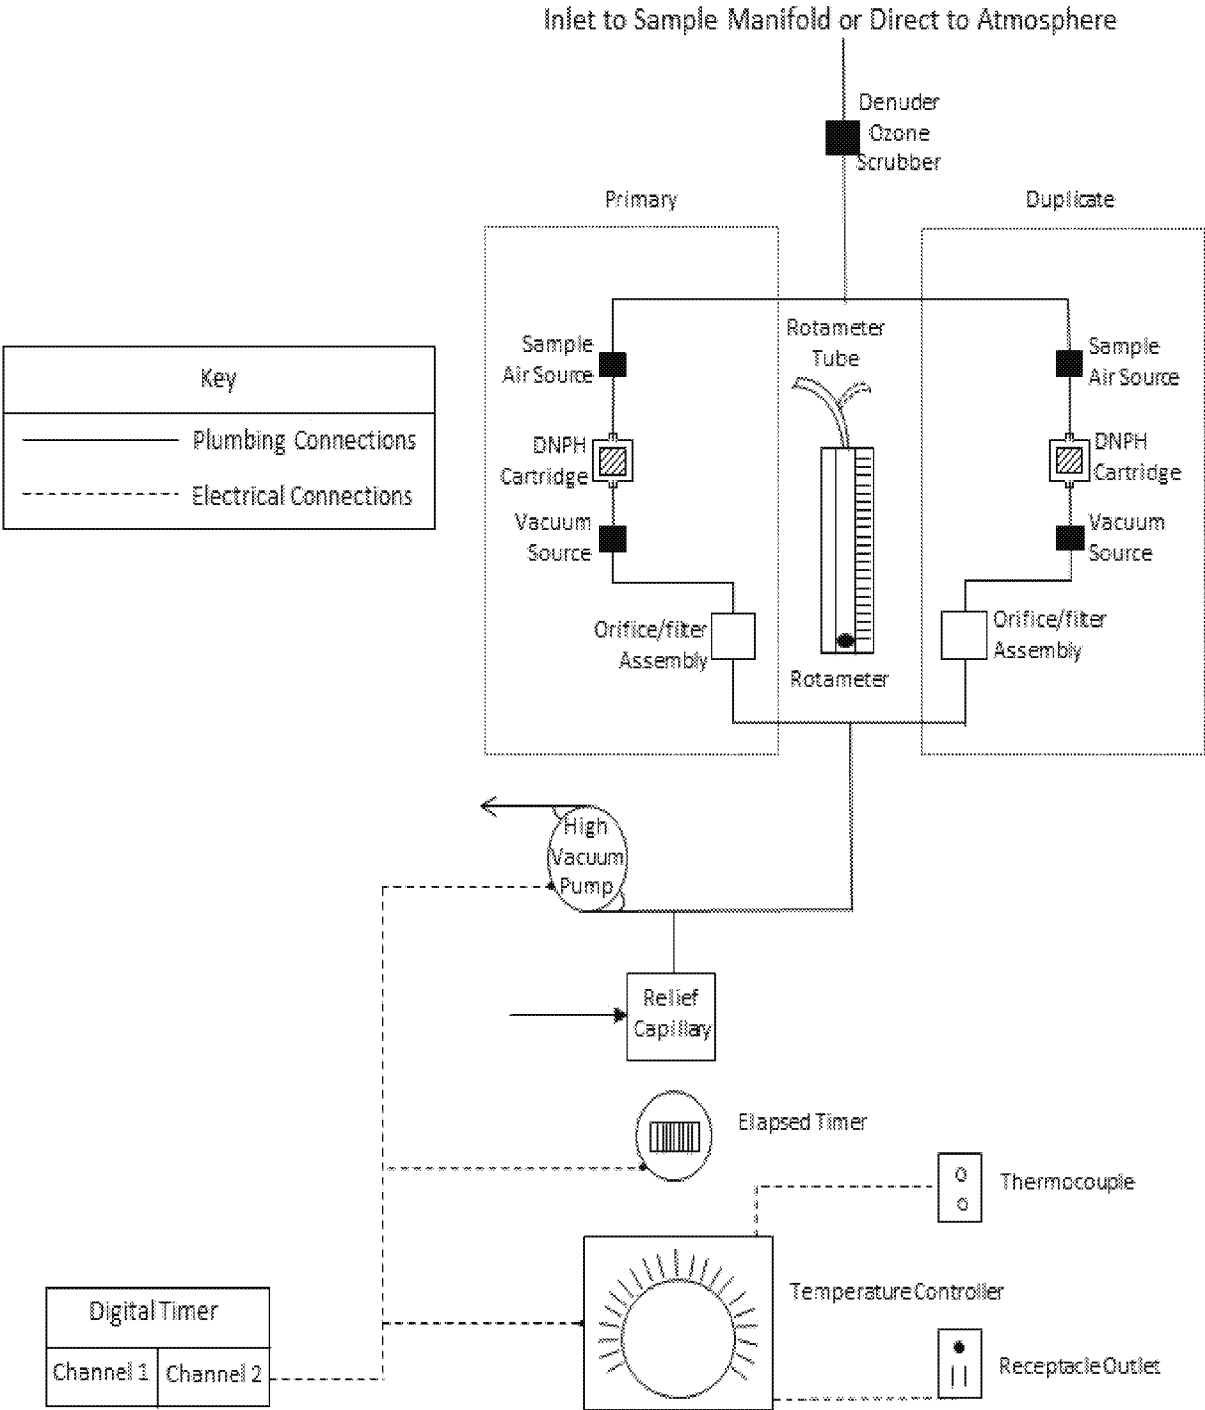 Inlet to Sample Manifold or Direct to Atmosphere
Denuder
Ozone
Scrubber
Primary
Duplicate
Rotameter
Tube
Sample
Air Source
Sample
Air Source
Key
Plumbing Connections
Electrical Connections
DNPH
Cartridge
DNPH
Cartridge
Vacuum
Source
Vacuum
Source
Orifice/filter
Assembly
Orifice/filter
Assembly
Rotameter
High
Vacuum
Pump
Relief
Capillary
Elapsed Timer
Thermocouple
Temperature Controller
Digital Timer
Channel 1
Channel 2
Receptacle Outlet